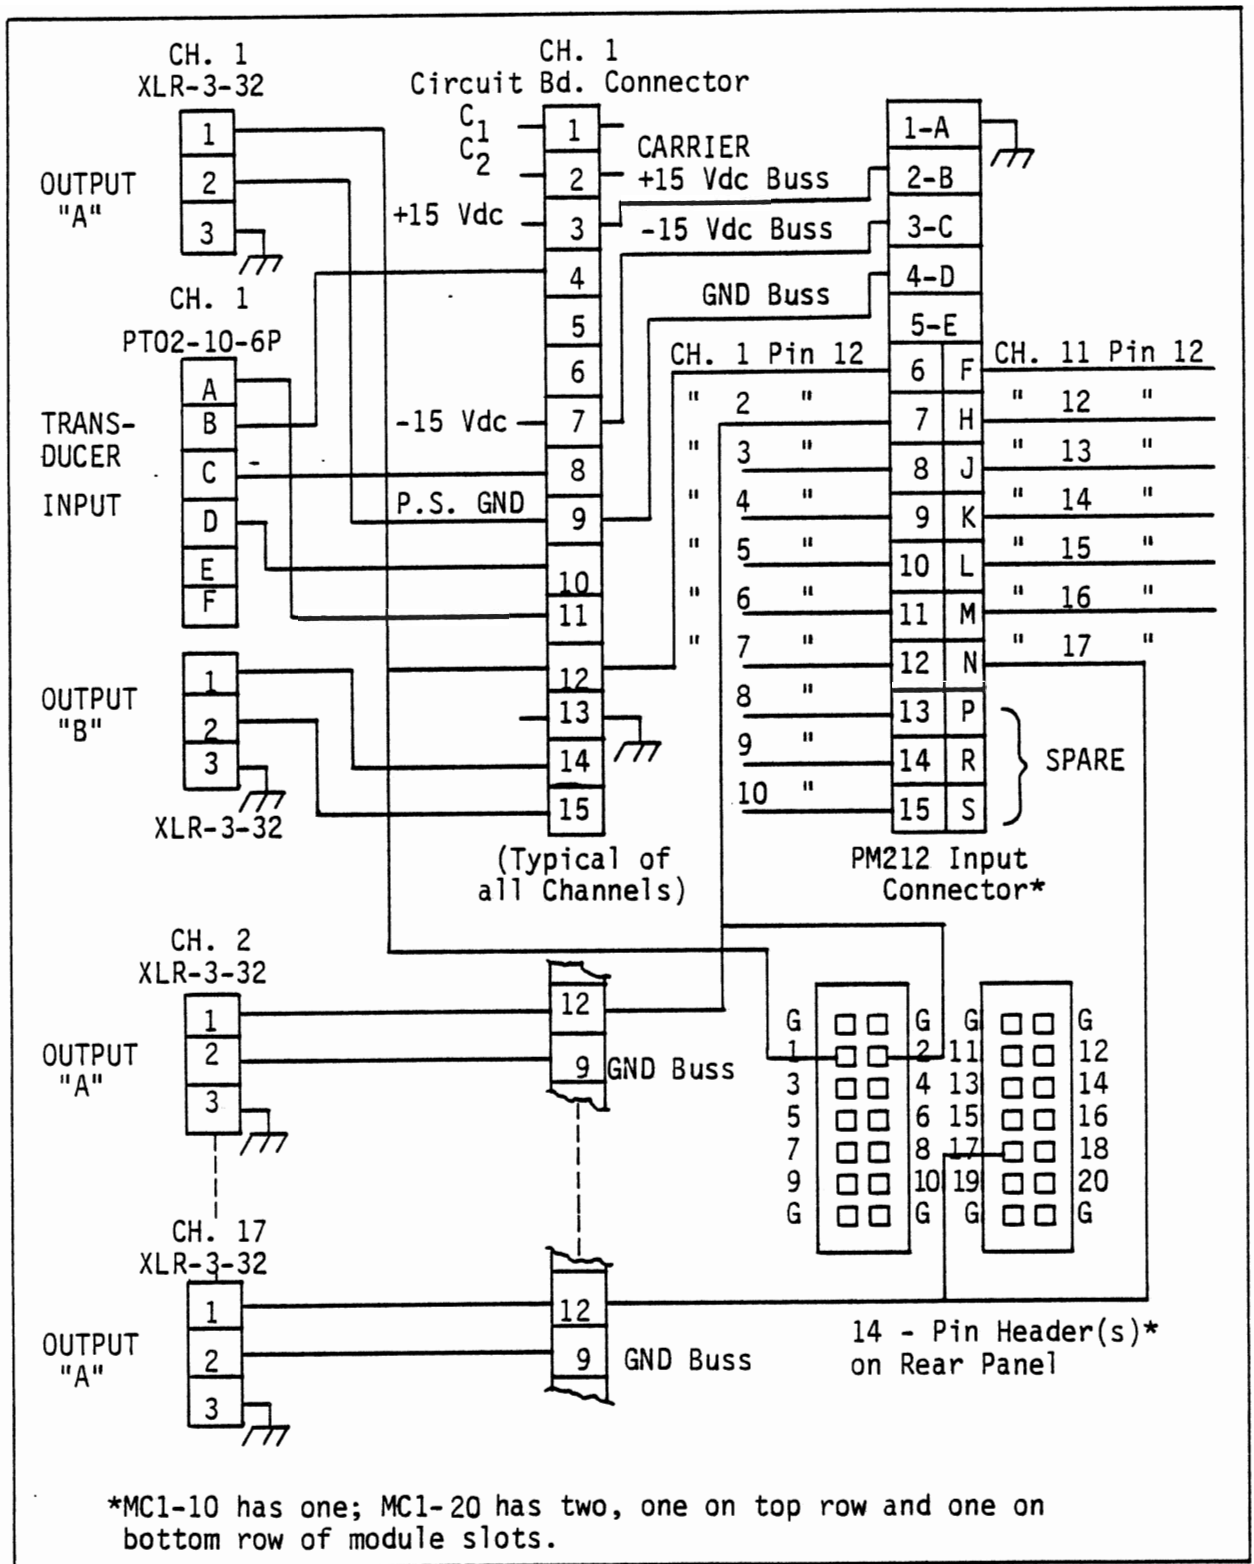 CH. 1
XLR-3-32
1
2
3
OUTPUT
"A"
CH. 1
PT02-10-6P
A
B
C
D
E
F
TRANS-
DUCER
INPUT
1
2
3
OUTPUT
"B"
XLR-3-32
CH. 1
Circuit Bd. Connector
C1
C2
+15 Vdc
-15 Vdc
P.S. GND
1
2
3
4
5
6
7
8
9
10
11
12
13
14
15
(Typical of
all Channels)
CARRIER
+15 Vdc Buss
-15 Vdc Buss
GND Buss
1-A
2-B
3-C
4-D
5-E
CH. 1 Pin 12 6 F CH. 11 Pin 12
" 2 " 7 H " 12 "
" 3 " 8 J " 13 "
" 4 " 9 K " 14 "
" 5 " 10 L " 15 "
" 6 " 11 M " 16 "
" 7 " 12 N " 17 "
8 " 13 P
9 " 14 R
10 " 15 S
SPARE
PM212 Input
Connector*
CH. 2
XLR-3-32
1
2
3
OUTPUT
"A"
12
9 GND Buss
G G G G
1 2 11 12
3 4 13 14
5 6 15 16
7 8 17 18
9 10 19 20
G G G G
CH. 17
XLR-3-32
1
2
3
OUTPUT
"A"
12
9 GND Buss
14 - Pin Header(s)*
on Rear Panel
*MC1-10 has one; MC1-20 has two, one on top row and one on
bottom row of module slots.